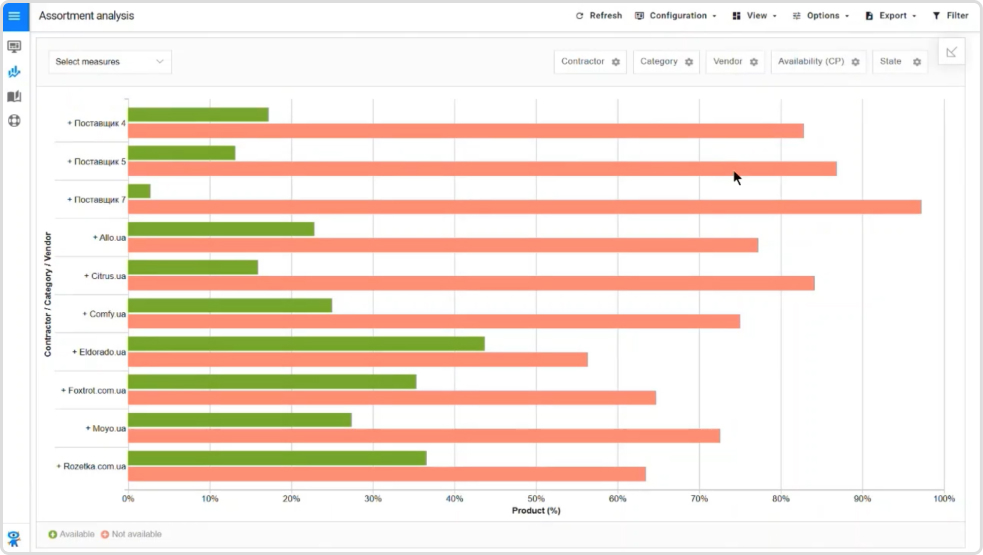 Assortment analysis
Refresh
Configuration
View
Options
Export
Filter
Select measures
Contractor
Category
Vendor
Availability (CP)
State
Contractor / Category / Vendor
+ Поставщик 4
+ Поставщик 5
+ Поставщик 7
+ Allo.ua
+ Citrus.ua
+ Comfy.ua
+ Eldorado.ua
+ Foxtrot.com.ua
+ Moyo.ua
+ Rozetka.com.ua
0% 10% 20% 30% 40% 50% 60% 70% 80% 90% 100%
Product (%)
Available Not available